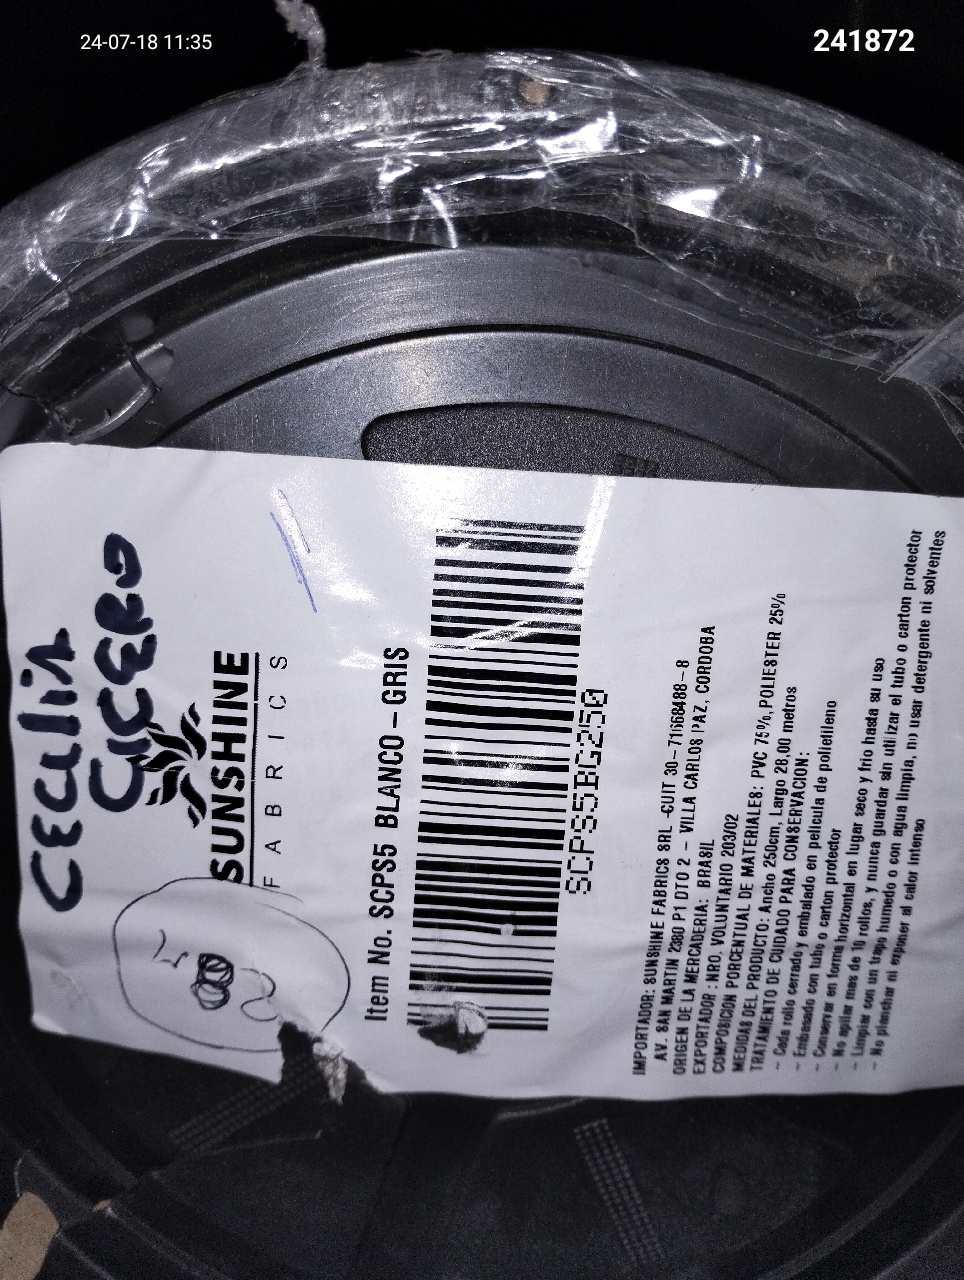 24-07-18 11:35
241872
CECILIA
CICERO
SUNSHINE
FABRICS
Item No. SCPS5 BLANCO-GRIS
SCPS5BG250
IMPORTADOR: SUNSHINE FABRICS SRL -CUIT 30-71668488-8
AV. SAN MARTIN 2380 P1 DTO 2 - VILLA CARLOS PAZ, CORDOBA
ORIGEN DE LA MERCADERIA: BRASIL
EXPORTADOR : NRO. VOLUNTARIO 203/02
COMPOSICIÓN PORCENTUAL DE MATERIALES: PVC 75%, POLIESTER 25%
MEDIDAS DEL PRODUCTO: Ancho 250cm, Largo 28,00 metros
TRATAMIENTO DE CUIDADO PARA CONSERVACION:
- Cada rollo cerrado y embalado en pelicula de polietileno
- Embasado con tubo o carton protector
- Conservar en forma horizontal en lugar seco y frio hasta su uso
- No apilar mas de 10 rollos, y nunca guardar sin utilizar el tubo o carton protector
- Limpiar con un trapo humedo o con agua limpia, no usar detergente ni solventes
- No planchar ni exponer al calor intenso